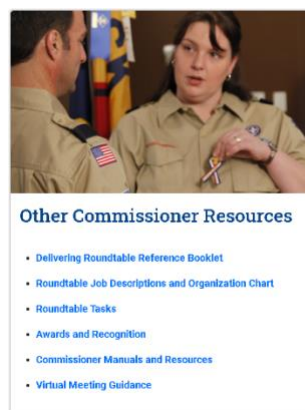 Other Commissioner Resources
• Delivering Roundtable Reference Booklet
• Roundtable Job Descriptions and Organization Chart
• Roundtable Tasks
• Awards and Recognition
• Commissioner Manuals and Resources
• Virtual Meeting Guidance